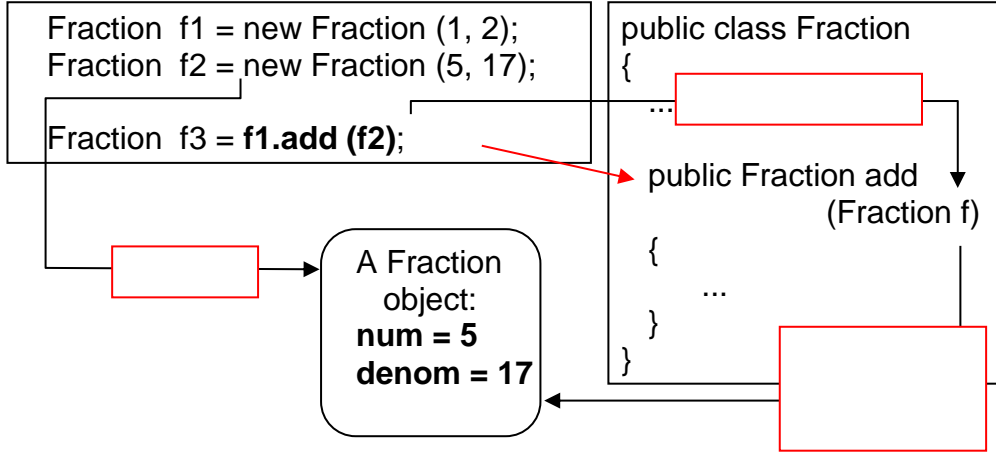 Fraction f1 = new Fraction (1, 2);
Fraction f2 = new Fraction (5, 17);
Fraction f3 = f1.add (f2);
public class Fraction
{
...
public Fraction add
(Fraction f)
{
...
}
}
A Fraction
object:
num = 5
denom = 17